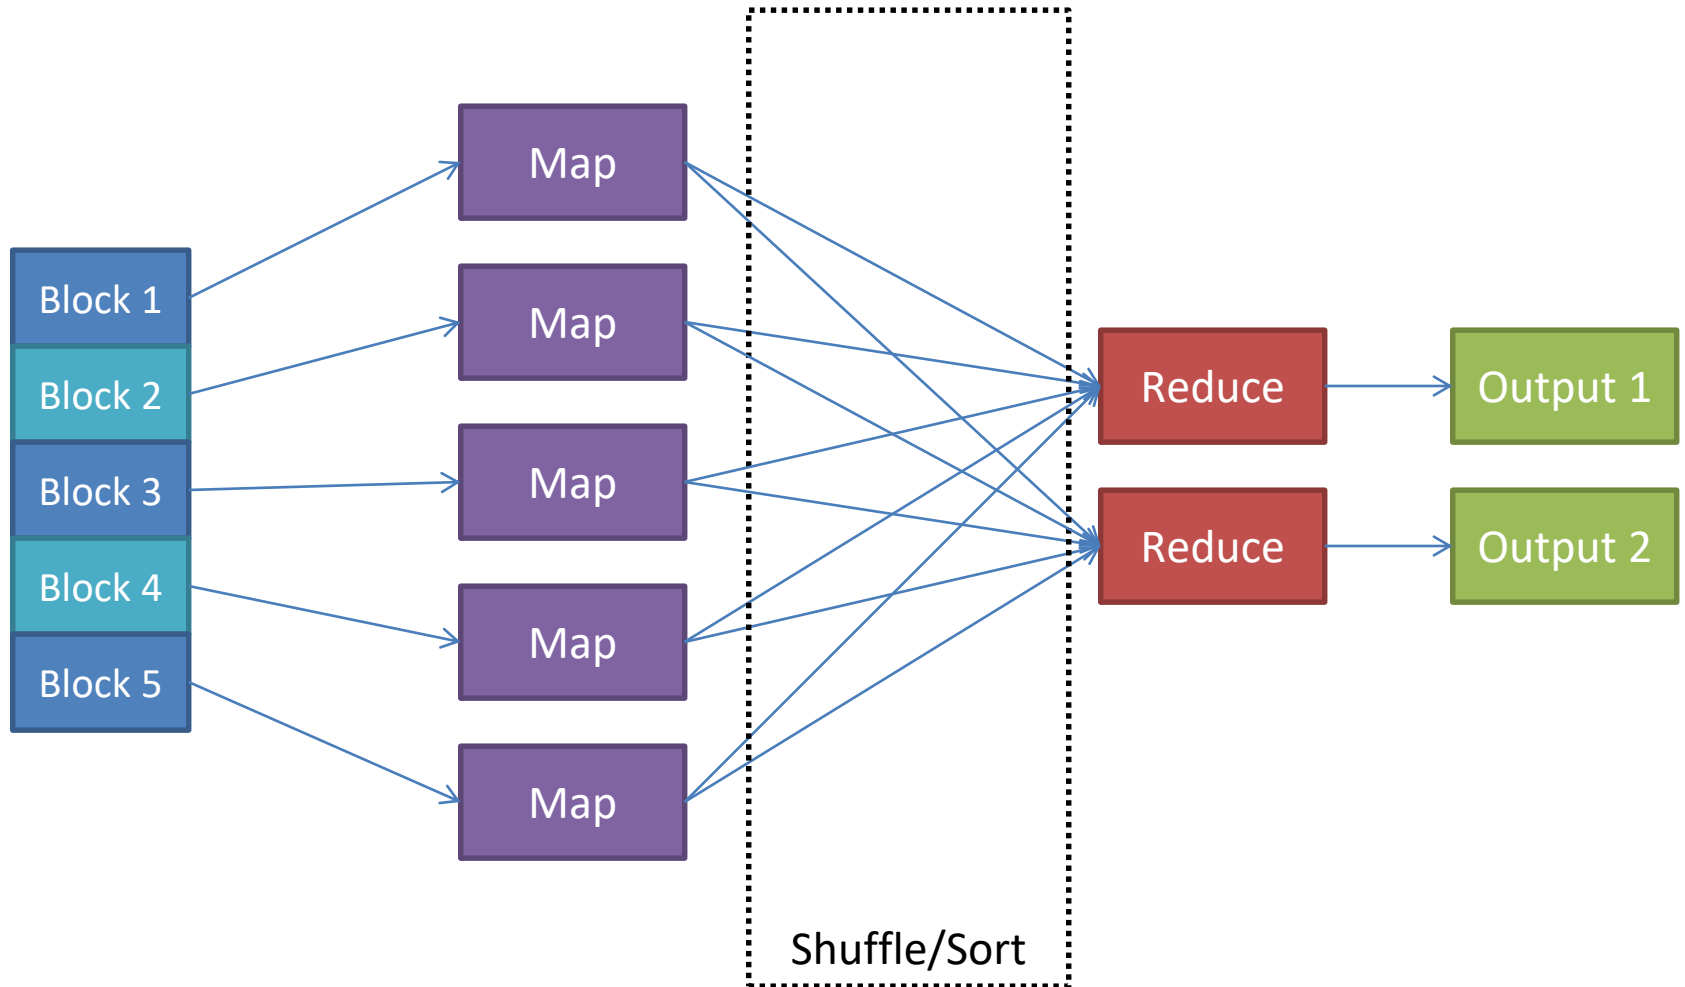 Block 1
Block 2
Block 3
Block 4
Block 5
Map
Map
Map
Map
Map
Shuffle/Sort
Reduce
Reduce
Output 1
Output 2